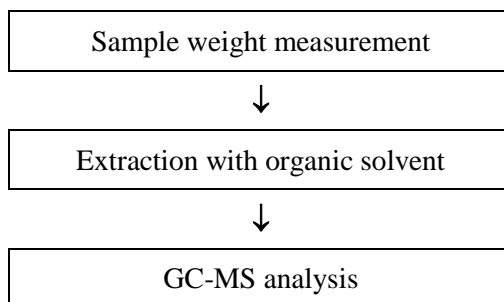 Sample weight measurement
↓
Extraction with organic solvent
↓
GC-MS analysis